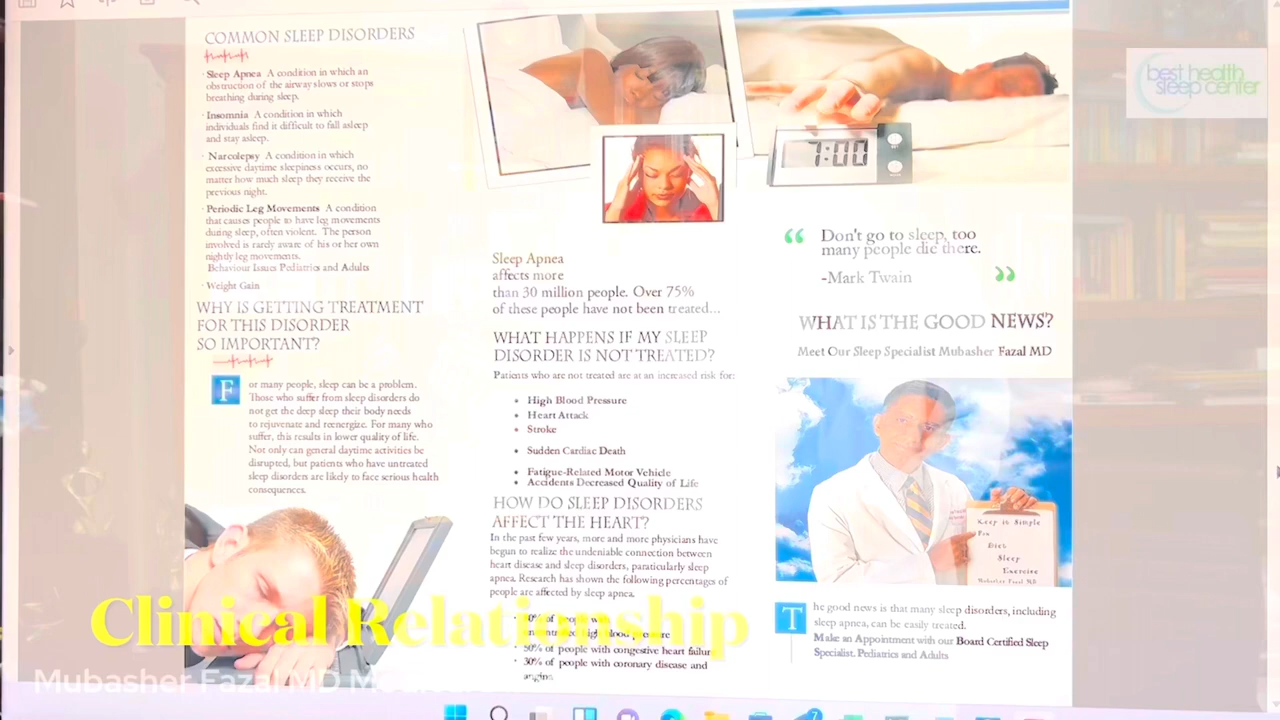 COMMON SLEEP DISORDERS
· Sleep Apnea A condition in which an
obstruction of the airway slows or stops
breathing during sleep.
· Insomnia A condition in which
individuals find it difficult to fall asleep
and stay asleep.
· Narcolepsy A condition in which
excessive daytime sleepiness occurs, no
matter how much sleep they receive the
previous night.
· Periodic Leg Movements A condition
that causes people to have leg movements
during sleep, often violent. The person
involved is rarely aware of his or her own
nightly leg movements.
Behaviour Issues Pediatrics and Adults
· Weight Gain
WHY IS GETTING TREATMENT
FOR THIS DISORDER
SO IMPORTANT?
For many people, sleep can be a problem.
Those who suffer from sleep disorders do
not get the deep sleep their body needs
to rejuvenate and reenergize. For many who
suffer, this results in lower quality of life.
Not only can general daytime activities be
disrupted, but patients who have untreated
sleep disorders are likely to face serious health
consequences.
7:00
Sleep Apnea
affects more
than 30 million people. Over 75%
of these people have not been treated...
WHAT HAPPENS IF MY SLEEP
DISORDER IS NOT TREATED?
Patients who are not treated are at an increased risk for:
• High Blood Pressure
• Heart Attack
• Stroke
• Sudden Cardiac Death
• Fatigue-Related Motor Vehicle
• Accidents Decreased Quality of Life
HOW DO SLEEP DISORDERS
AFFECT THE HEART?
In the past few years, more and more physicians have
begun to realize the undeniable connection between
heart disease and sleep disorders, paraticularly sleep
apnea. Research has shown the following percentages of
people are affected by sleep apnea.
of people
blood pressure
· 50% of people with congestive heart failur
· 30% of people with coronary disease and
angina
best health
sleep center
“ Don't go to sleep, too
many people die there.
-Mark Twain ”
WHAT IS THE GOOD NEWS?
Meet Our Sleep Specialist Mubasher Fazal MD
Keep it Simple
Fix
Diet
Sleep
Exercise
Mubasher Fazal MD
The good news is that many sleep disorders, including
sleep apnea, can be easily treated.
Make an Appointment with our Board Certified Sleep
Specialist. Pediatrics and Adults
Clinical Relationship
Mubasher Fazal MD
7